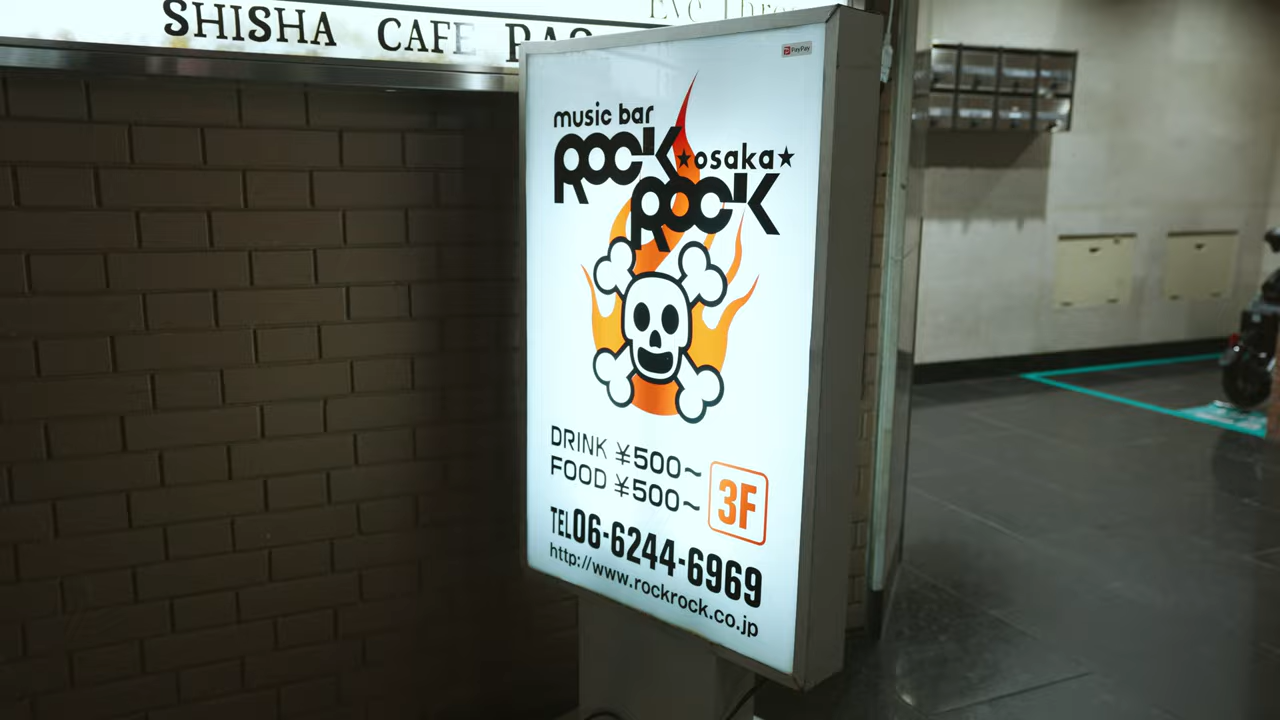 SHISHA CAFE
PayPay
music bar
ROCK
★osaka★
ROCK
DRINK ¥500~
FOOD ¥500~
3F
TEL06-6244-6969
http://www.rockrock.co.jp